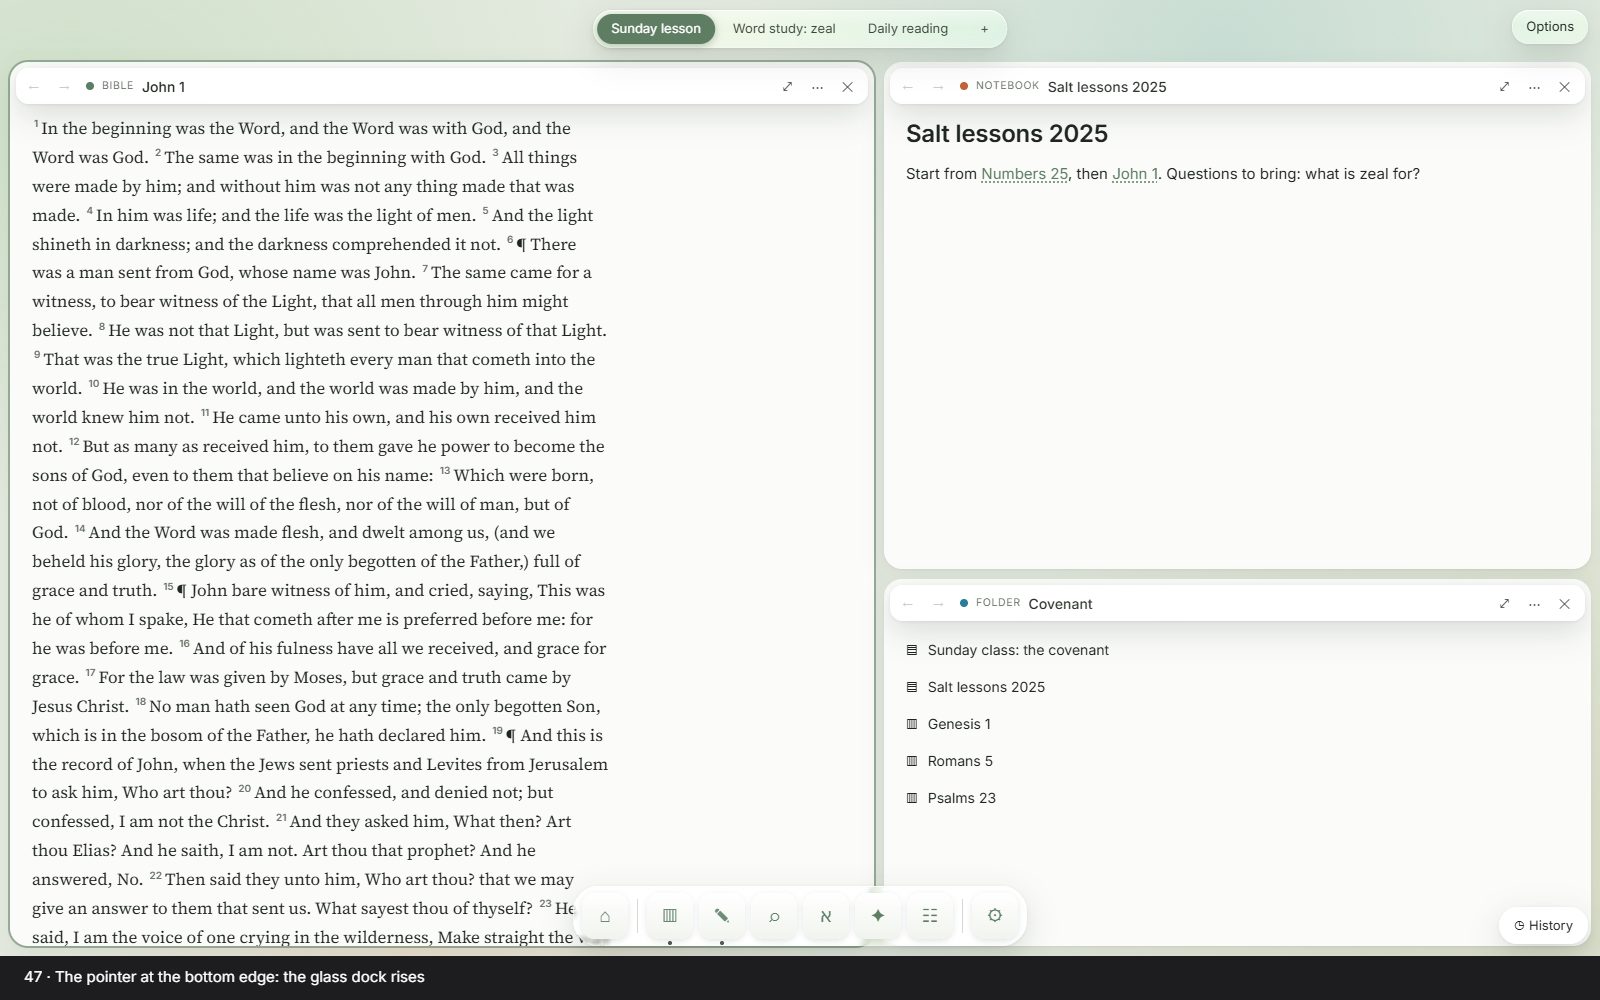 Sunday lesson Word study: zeal Daily reading +
Options
← → BIBLE John 1
1 In the beginning was the Word, and the Word was with God, and the
Word was God. 2 The same was in the beginning with God. 3 All things
were made by him; and without him was not any thing made that was
made. 4 In him was life; and the life was the light of men. 5 And the light
shineth in darkness; and the darkness comprehended it not. 6 ¶ There
was a man sent from God, whose name was John. 7 The same came for a
witness, to bear witness of the Light, that all men through him might
believe. 8 He was not that Light, but was sent to bear witness of that Light.
9 That was the true Light, which lighteth every man that cometh into the
world. 10 He was in the world, and the world was made by him, and the
world knew him not. 11 He came unto his own, and his own received him
not. 12 But as many as received him, to them gave he power to become the
sons of God, even to them that believe on his name: 13 Which were born,
not of blood, nor of the will of the flesh, nor of the will of man, but of
God. 14 And the Word was made flesh, and dwelt among us, (and we
beheld his glory, the glory as of the only begotten of the Father,) full of
grace and truth. 15 ¶ John bare witness of him, and cried, saying, This was
he of whom I spake, He that cometh after me is preferred before me: for
he was before me. 16 And of his fulness have all we received, and grace for
grace. 17 For the law was given by Moses, but grace and truth came by
Jesus Christ. 18 No man hath seen God at any time; the only begotten Son,
which is in the bosom of the Father, he hath declared him. 19 ¶ And this is
the record of John, when the Jews sent priests and Levites from Jerusalem
to ask him, Who art thou? 20 And he confessed, and denied not; but
confessed, I am not the Christ. 21 And they asked him, What then? Art
thou Elias? And he saith, I am not. Art thou that prophet? And he
answered, No. 22 Then said they unto him, Who art thou? that we may
give an answer to them that sent us. What sayest thou of thyself? 23 He
said, I am the voice of one crying in the wilderness, Make straight the
← → NOTEBOOK Salt lessons 2025
Salt lessons 2025
Start from Numbers 25, then John 1. Questions to bring: what is zeal for?
← → FOLDER Covenant
Sunday class: the covenant
Salt lessons 2025
Genesis 1
Romans 5
Psalms 23
א
History
47 · The pointer at the bottom edge: the glass dock rises